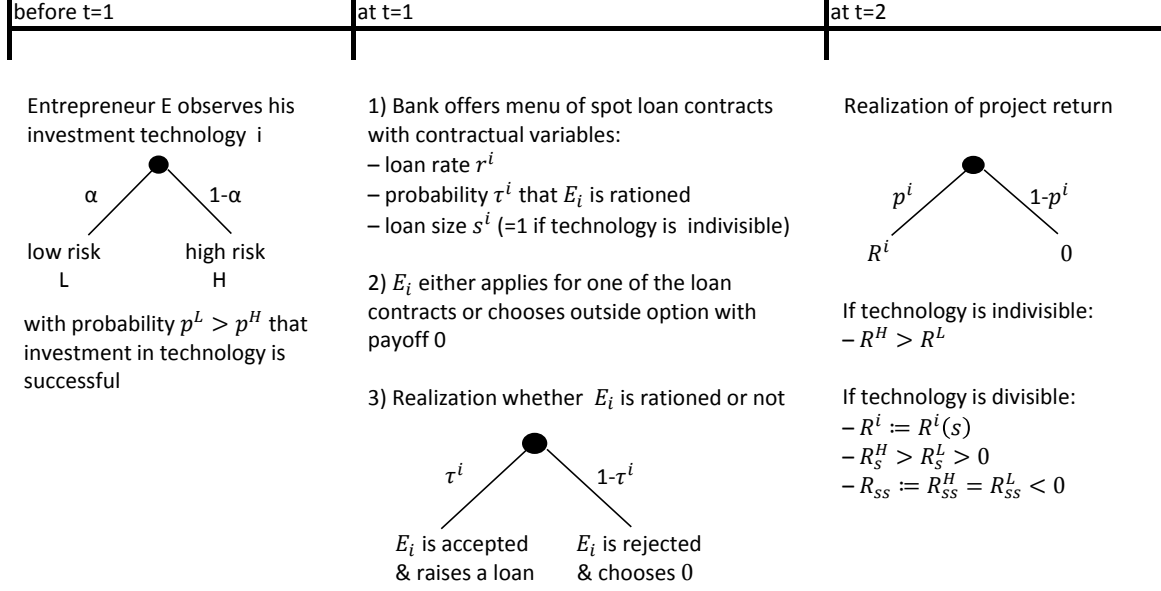 before t=1
at t=1
at t=2
Entrepreneur E observes his
investment technology i
α
1-α
low risk
L
high risk
H
with probability p^L > p^H that
investment in technology is
successful
1) Bank offers menu of spot loan contracts
with contractual variables:
– loan rate r^i
– probability τ^i that E_i is rationed
– loan size s^i (=1 if technology is indivisible)
2) E_i either applies for one of the loan
contracts or chooses outside option with
payoff 0
3) Realization whether E_i is rationed or not
τ^i
1-τ^i
E_i is accepted
& raises a loan
E_i is rejected
& chooses 0
Realization of project return
p^i
1-p^i
R^i
0
If technology is indivisible:
– R^H > R^L
If technology is divisible:
– R^i ≔ R^i(s)
– R_s^H > R_s^L > 0
– R_ss ≔ R_ss^H = R_ss^L < 0